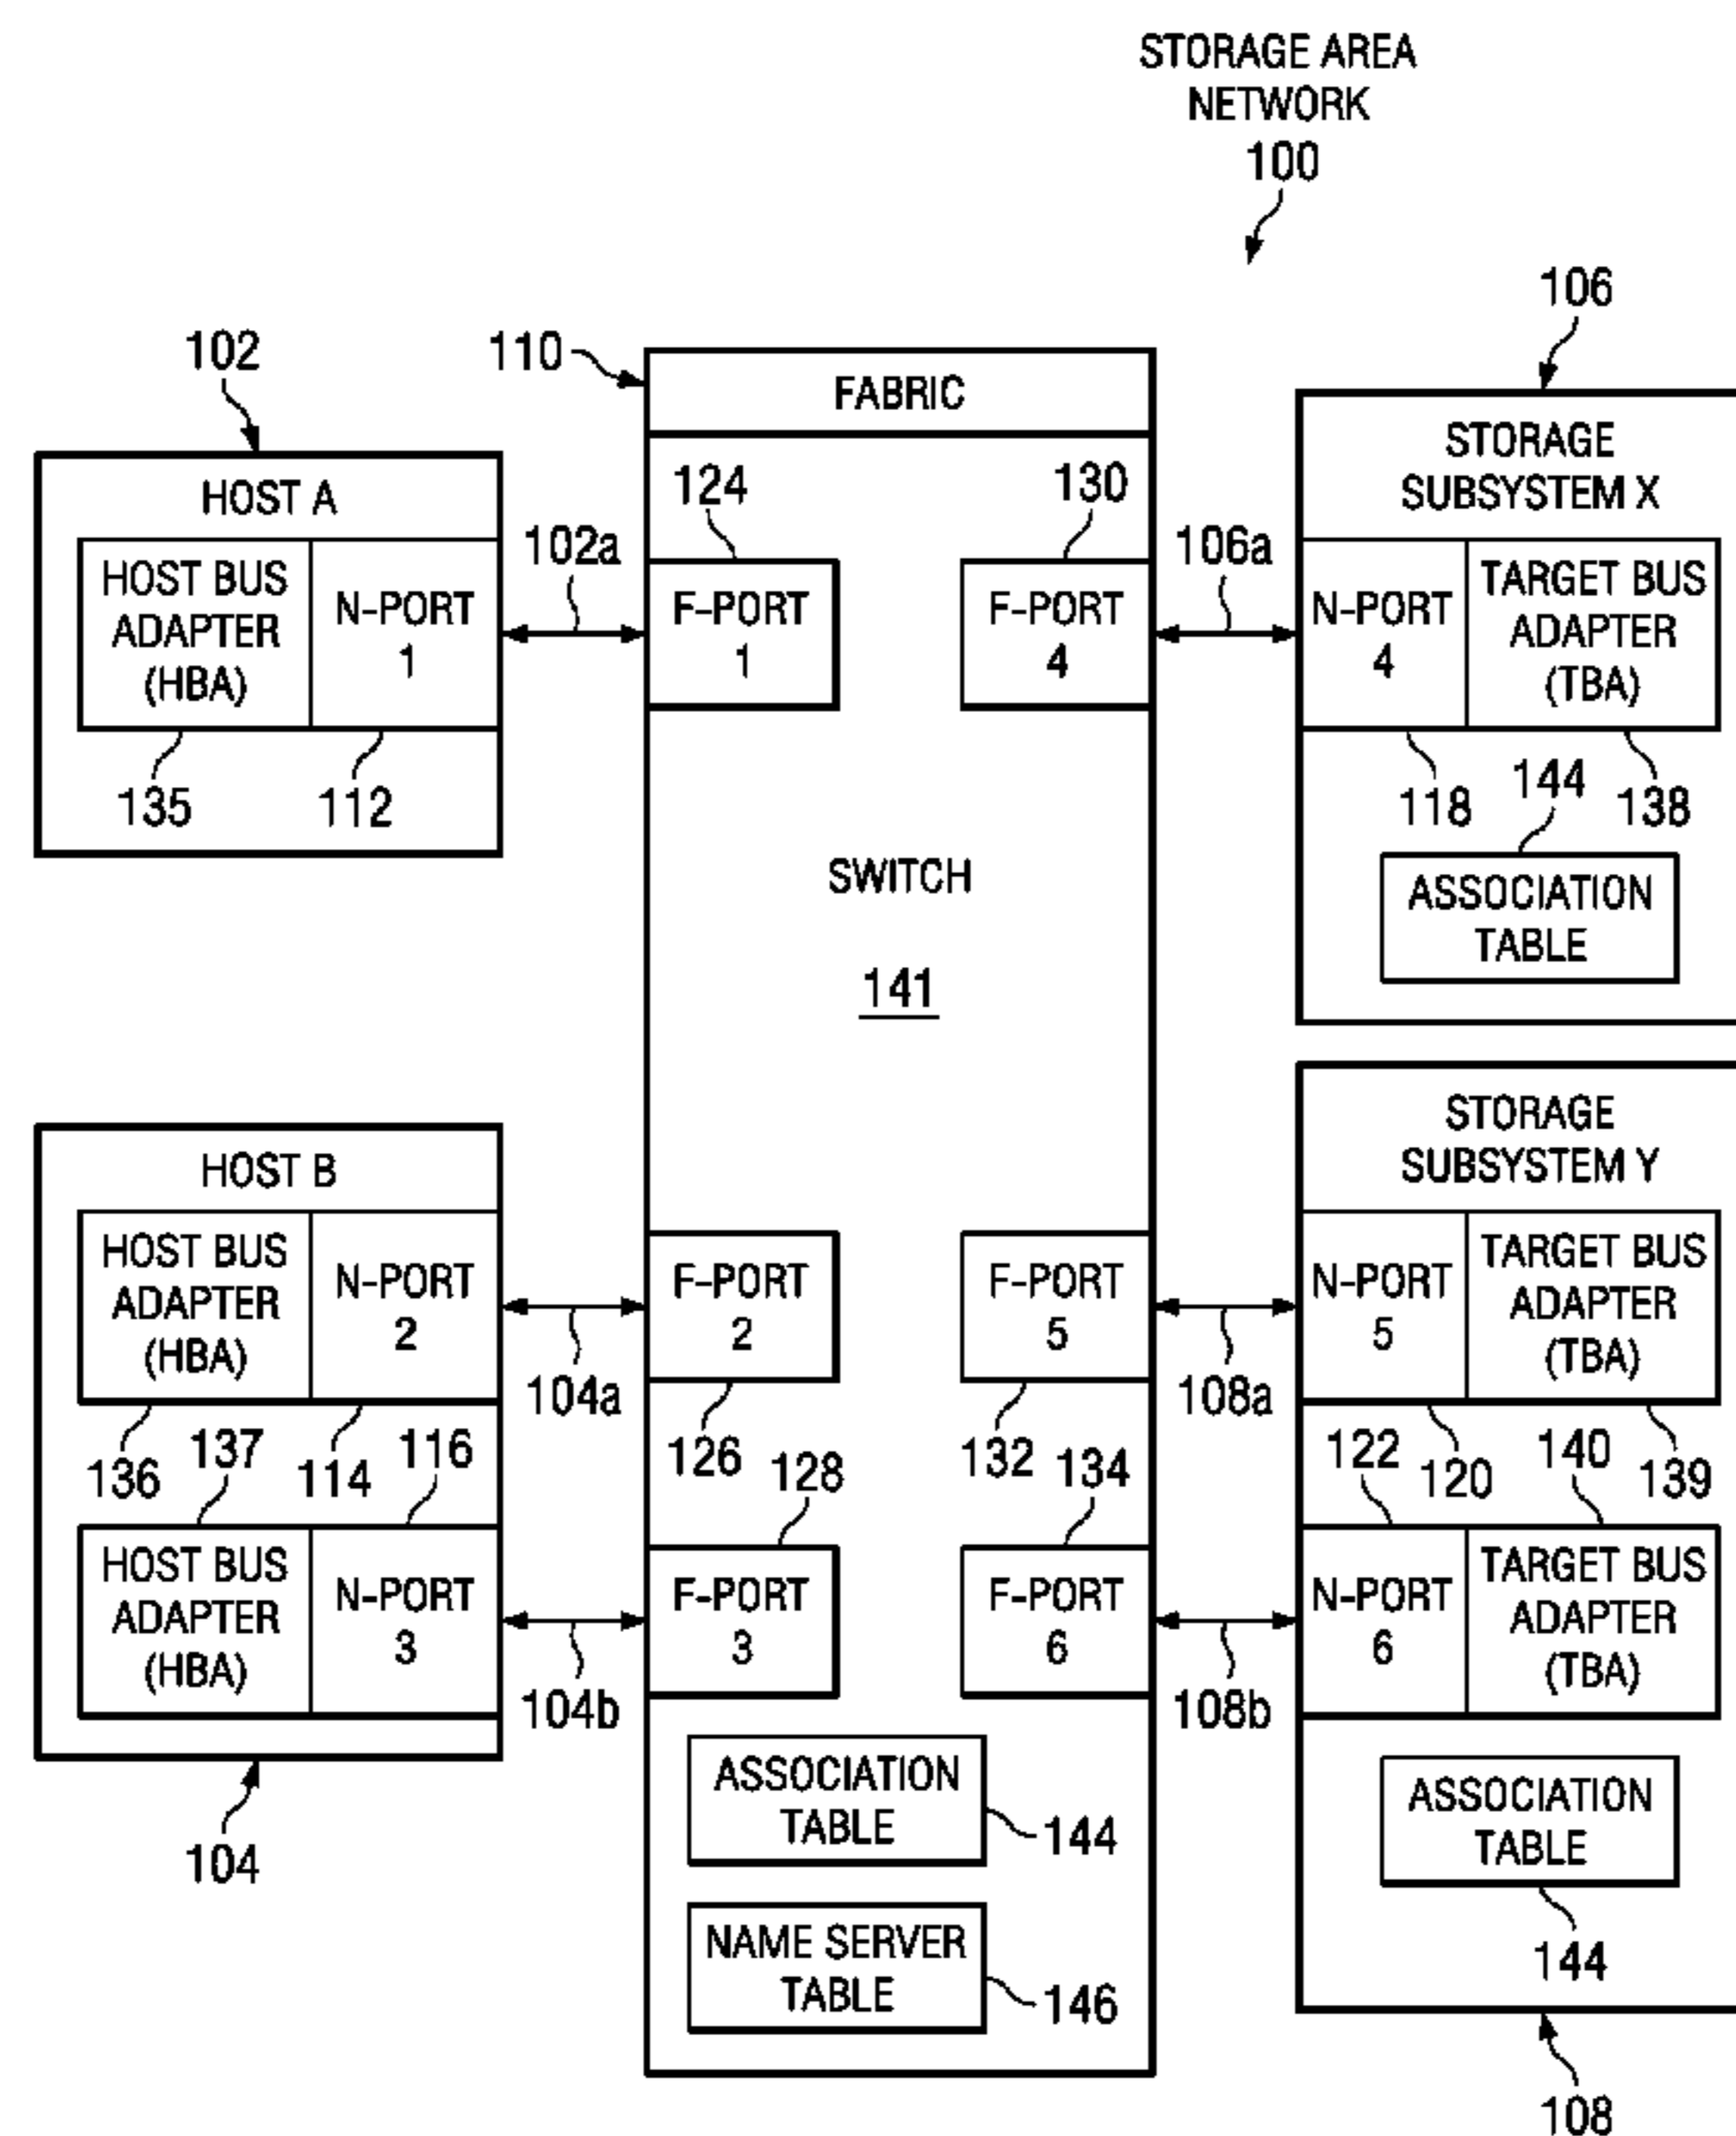 STORAGE AREA
NETWORK
100
102
HOST A
HOST BUS
ADAPTER
(HBA)
N-PORT
1
135
112
102a
110
FABRIC
124
F-PORT
1
130
F-PORT
4
106a
106
STORAGE
SUBSYSTEM X
N-PORT
4
TARGET BUS
ADAPTER
(TBA)
118
144
138
ASSOCIATION
TABLE
SWITCH
141
HOST B
HOST BUS
ADAPTER
(HBA)
N-PORT
2
136
137
114
116
HOST BUS
ADAPTER
(HBA)
N-PORT
3
104
104a
104b
F-PORT
2
126
128
F-PORT
3
F-PORT
5
132
134
F-PORT
6
ASSOCIATION
TABLE
144
NAME SERVER
TABLE
146
108a
108b
STORAGE
SUBSYSTEM Y
N-PORT
5
TARGET BUS
ADAPTER
(TBA)
122
120
140
139
N-PORT
6
TARGET BUS
ADAPTER
(TBA)
ASSOCIATION
TABLE
144
108